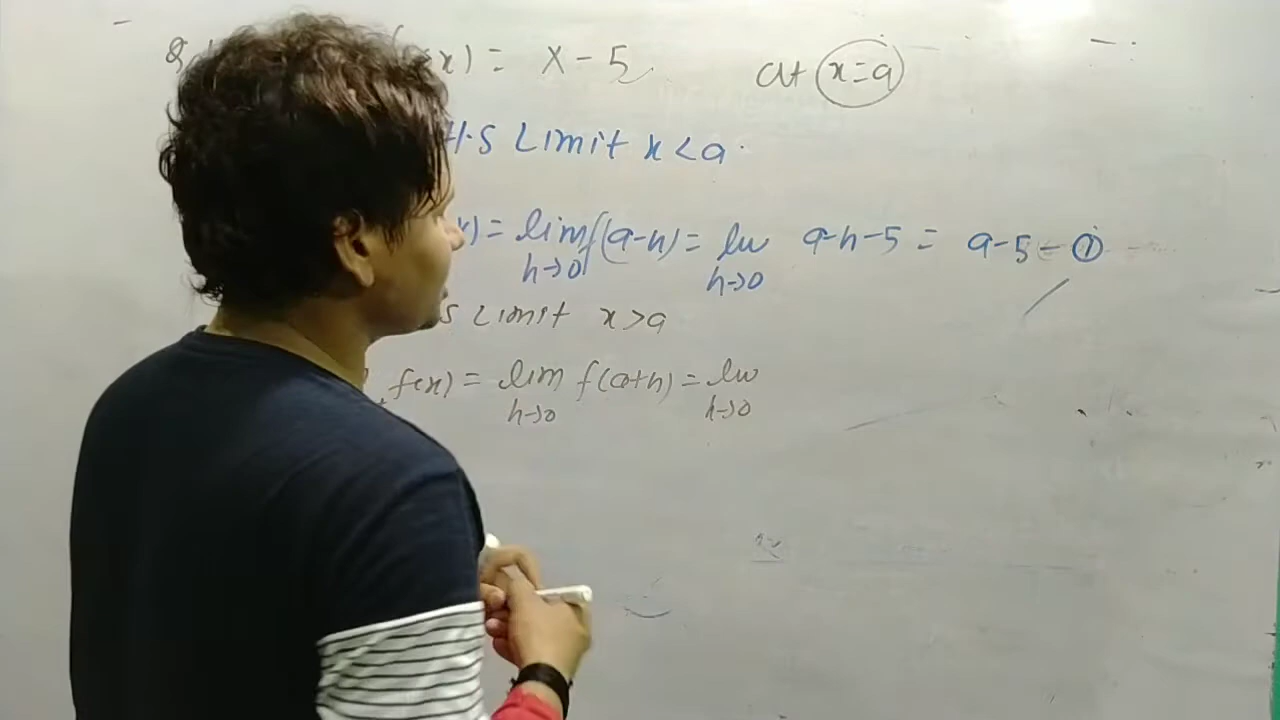 x) = x-5 at x=a
H.S Limit x<a.
x) = lim h→0 f(a-h) = lim h→0 a-h-5 = a-5 - ①
S Limit x>a
f(x) = lim h→0 f(a+h) = lim h→0